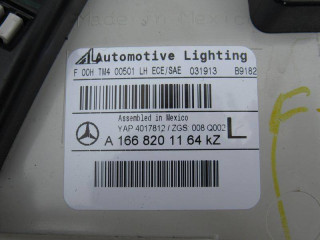 Automotive Lighting
F 00H TM4 00501 LH ECE/SAE 031913 B9182
Assembled in Mexico
YAP 4017812 / ZGS: 008 Q002
L
A 166 820 11 64 kZ